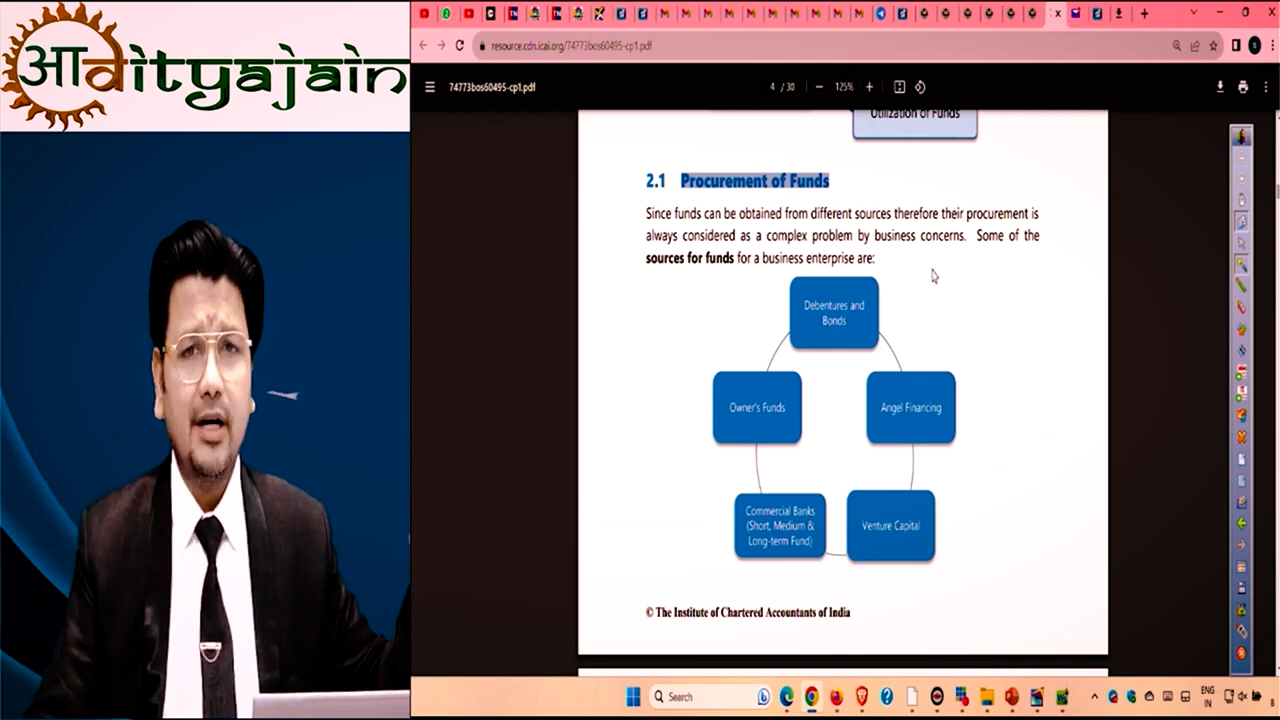 आdityajain
resource.cdn.icai.org/74773bos60495-cp1.pdf
74773bos60495-cp1.pdf
4 / 30
125%
Utilization of Funds
2.1 Procurement of Funds
Since funds can be obtained from different sources therefore their procurement is
always considered as a complex problem by business concerns. Some of the
sources for funds for a business enterprise are:
Debentures and
Bonds
Owner's Funds
Angel Financing
Commercial Banks
(Short, Medium &
Long-term Fund)
Venture Capital
© The Institute of Chartered Accountants of India
Search
ENG
IN